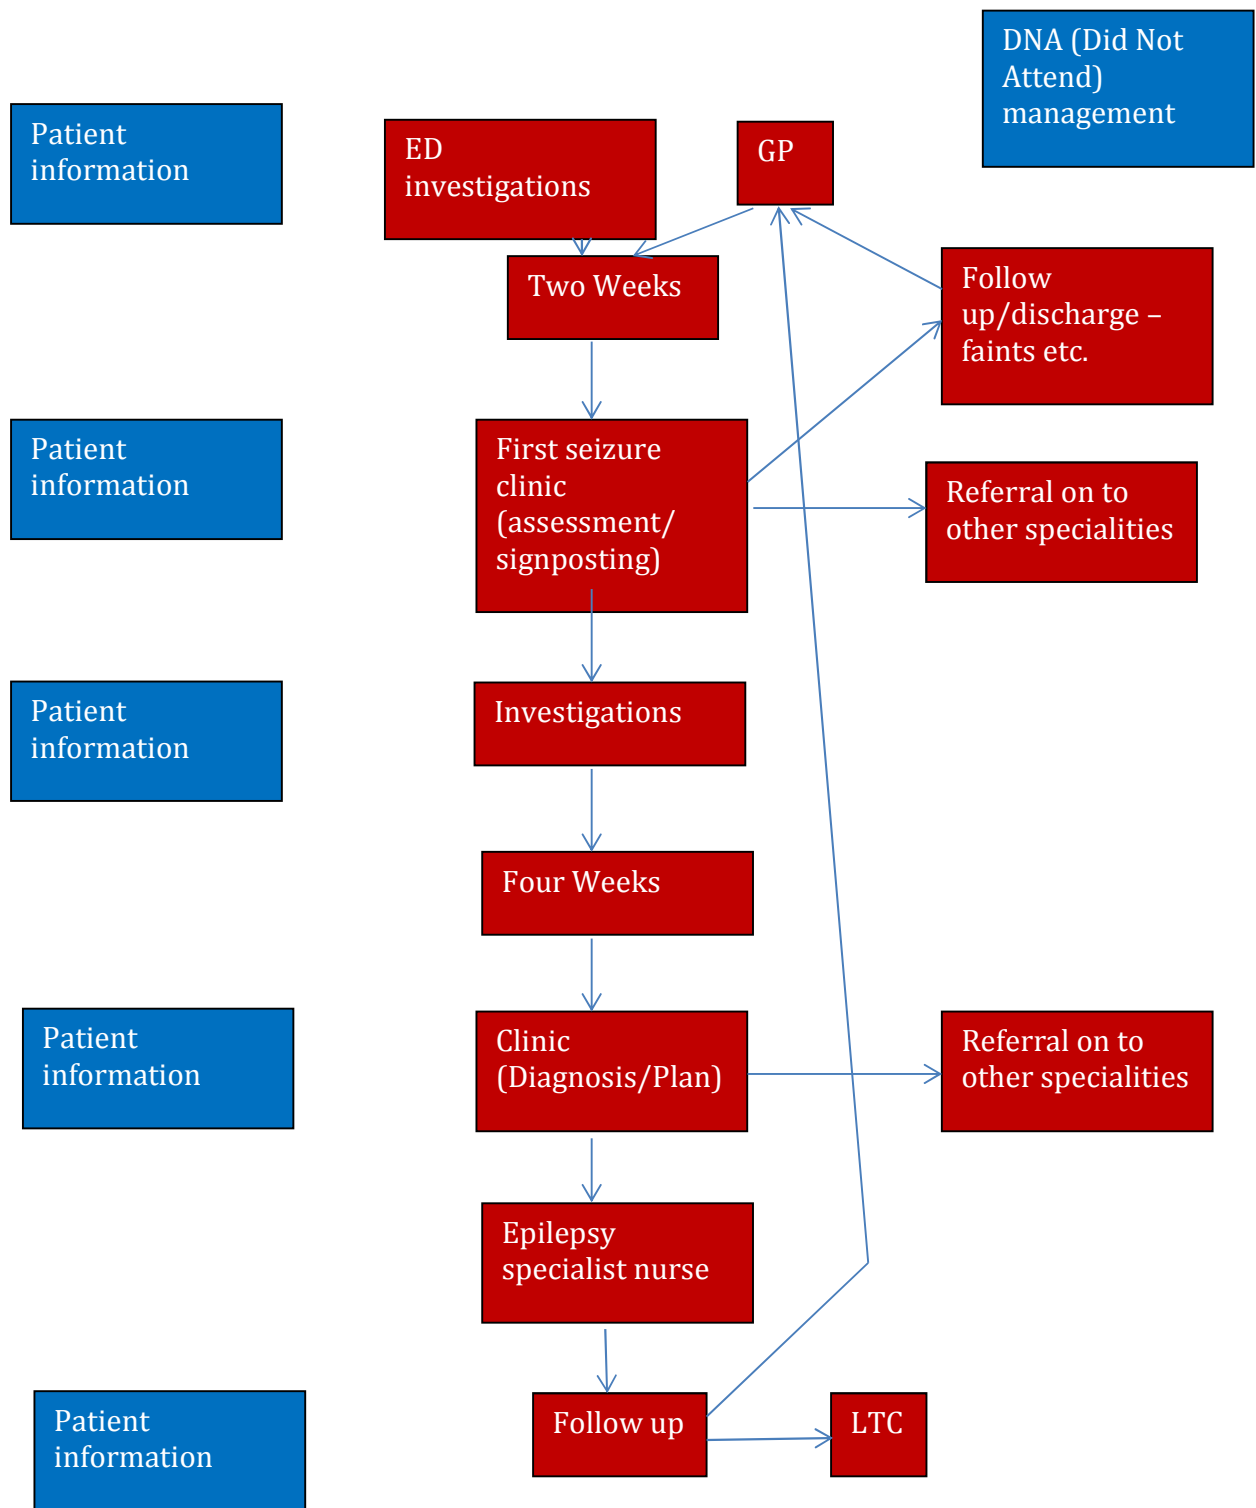 DNA (Did Not
Attend)
management
Patient
information
ED
investigations
GP
Two Weeks
Follow
up/discharge –
faints etc.
Patient
information
First seizure
clinic
(assessment/
signposting)
Referral on to
other specialities
Patient
information
Investigations
Four Weeks
Patient
information
Clinic
(Diagnosis/Plan)
Referral on to
other specialities
Epilepsy
specialist nurse
Patient
information
Follow up
LTC